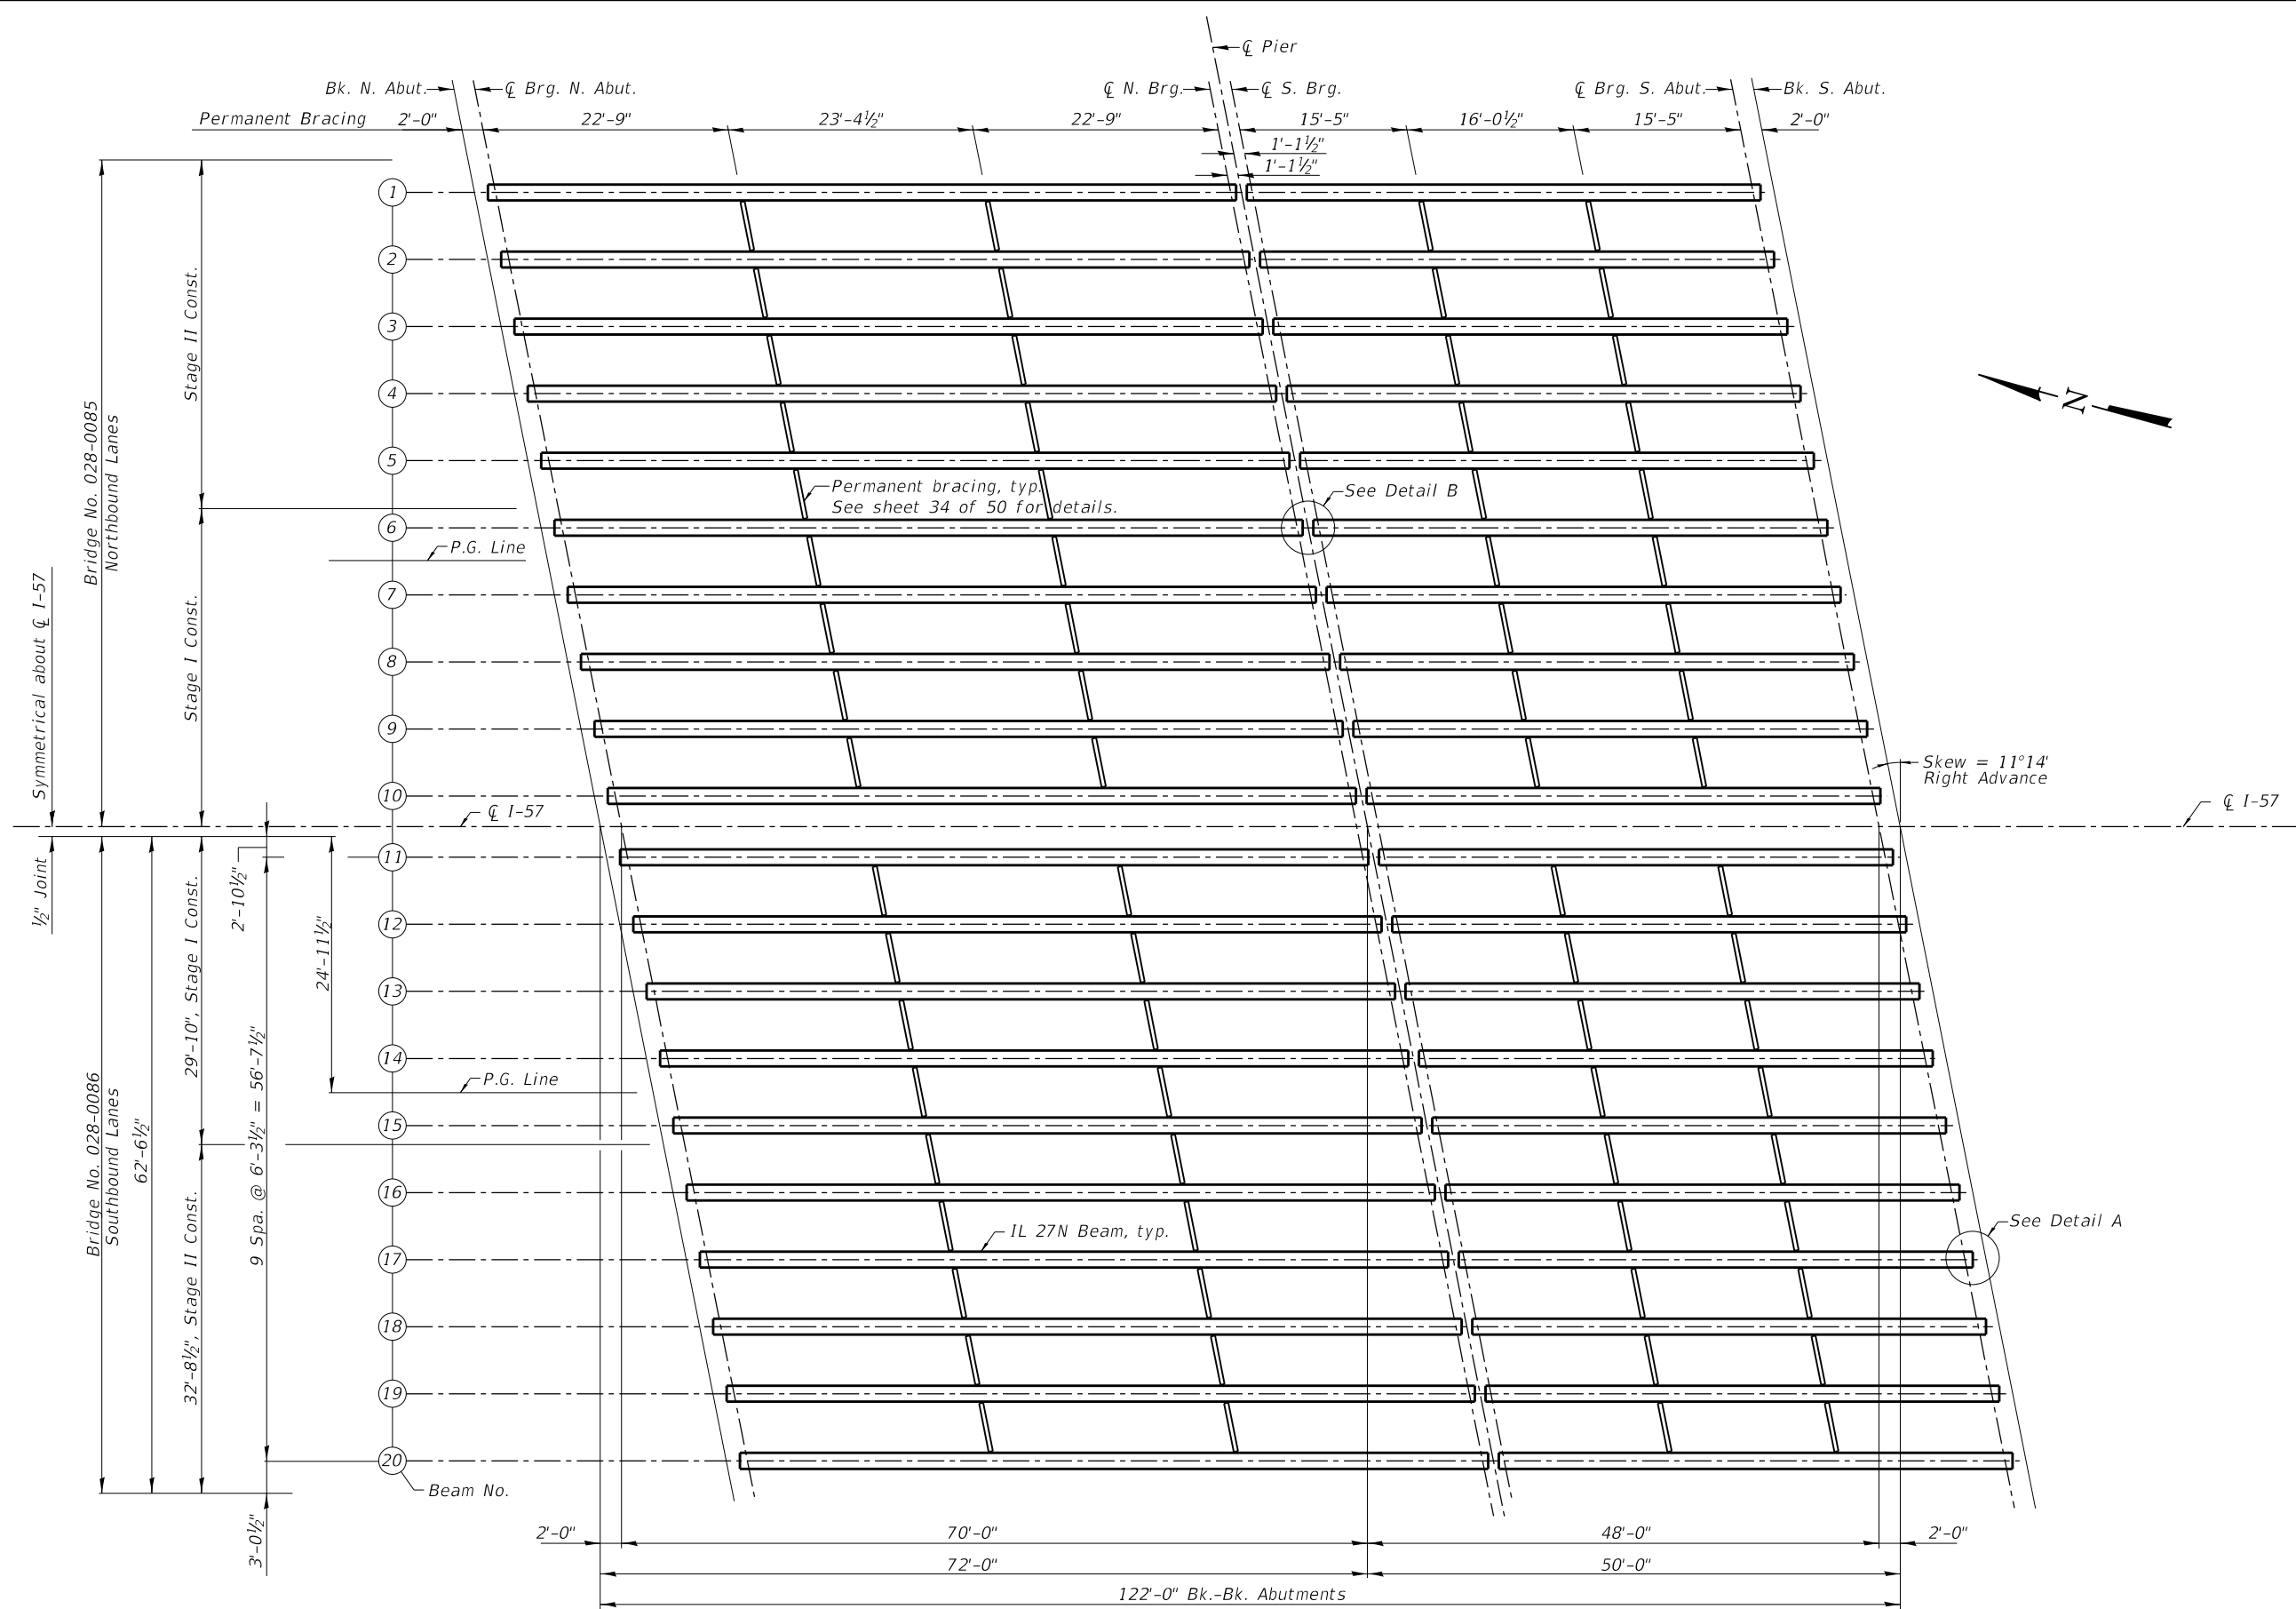 ℄ Pier
Bk. N. Abut.
℄ Brg. N. Abut.
℄ N. Brg.
℄ S. Brg.
℄ Brg. S. Abut.
Bk. S. Abut.
Permanent Bracing
2'-0"
22'-9"
23'-4½"
22'-9"
15'-5"
16'-0½"
15'-5"
2'-0"
1'-1½"
1'-1½"
1
2
3
4
5
6
7
8
9
10
11
12
13
14
15
16
17
18
19
20
Beam No.
Stage II Const.
Stage I Const.
Bridge No. 028-0085
Northbound Lanes
Symmetrical about ℄ I-57
½" Joint
Bridge No. 028-0086
Southbound Lanes
62'-6½"
29'-10", Stage I Const.
32'-8½", Stage II Const.
2'-10½"
9 Spa. @ 6'-3½" = 56'-7½"
3'-0½"
24'-11½"
P.G. Line
Permanent bracing, typ.
See sheet 34 of 50 for details.
See Detail B
N
Skew = 11°14'
Right Advance
℄ I-57
℄ I-57
P.G. Line
IL 27N Beam, typ.
See Detail A
2'-0"
70'-0"
48'-0"
2'-0"
72'-0"
50'-0"
122'-0" Bk.-Bk. Abutments